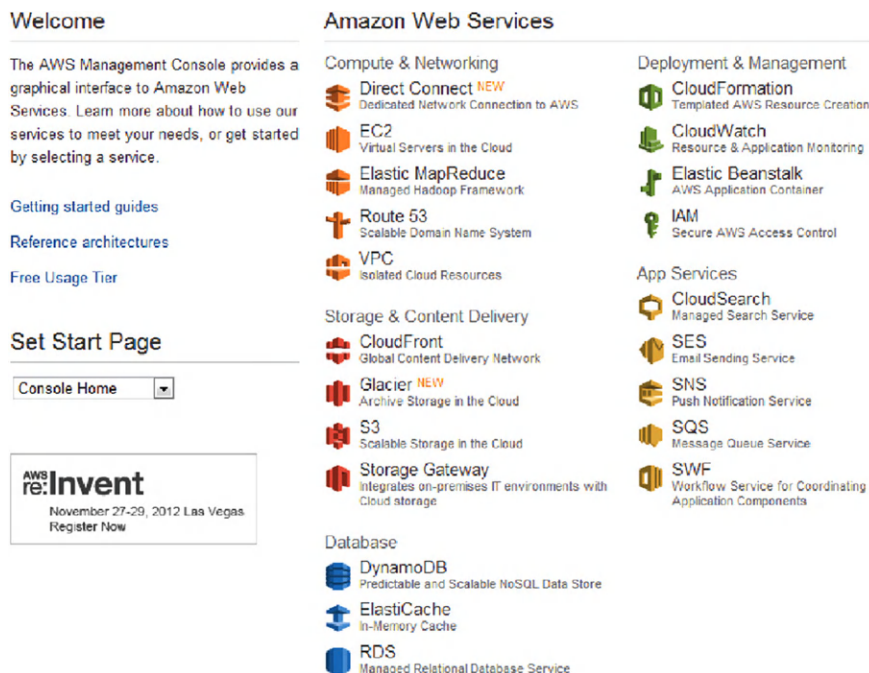 Welcome
The AWS Management Console provides a
graphical interface to Amazon Web
Services. Learn more about how to use our
services to meet your needs, or get started
by selecting a service.
Getting started guides
Reference architectures
Free Usage Tier
Set Start Page
Console Home
AWS
re:Invent
November 27-29, 2012 Las Vegas
Register Now
Amazon Web Services
Compute & Networking
Direct Connect NEW
Dedicated Network Connection to AWS
EC2
Virtual Servers in the Cloud
Elastic MapReduce
Managed Hadoop Framework
Route 53
Scalable Domain Name System
VPC
Isolated Cloud Resources
Storage & Content Delivery
CloudFront
Global Content Delivery Network
Glacier NEW
Archive Storage in the Cloud
S3
Scalable Storage in the Cloud
Storage Gateway
Integrates on-premises IT environments with
Cloud storage
Database
DynamoDB
Predictable and Scalable NoSQL Data Store
ElastiCache
In-Memory Cache
RDS
Managed Relational Database Service
Deployment & Management
CloudFormation
Templated AWS Resource Creation
CloudWatch
Resource & Application Monitoring
Elastic Beanstalk
AWS Application Container
IAM
Secure AWS Access Control
App Services
CloudSearch
Managed Search Service
SES
Email Sending Service
SNS
Push Notification Service
SQS
Message Queue Service
SWF
Workflow Service for Coordinating
Application Components